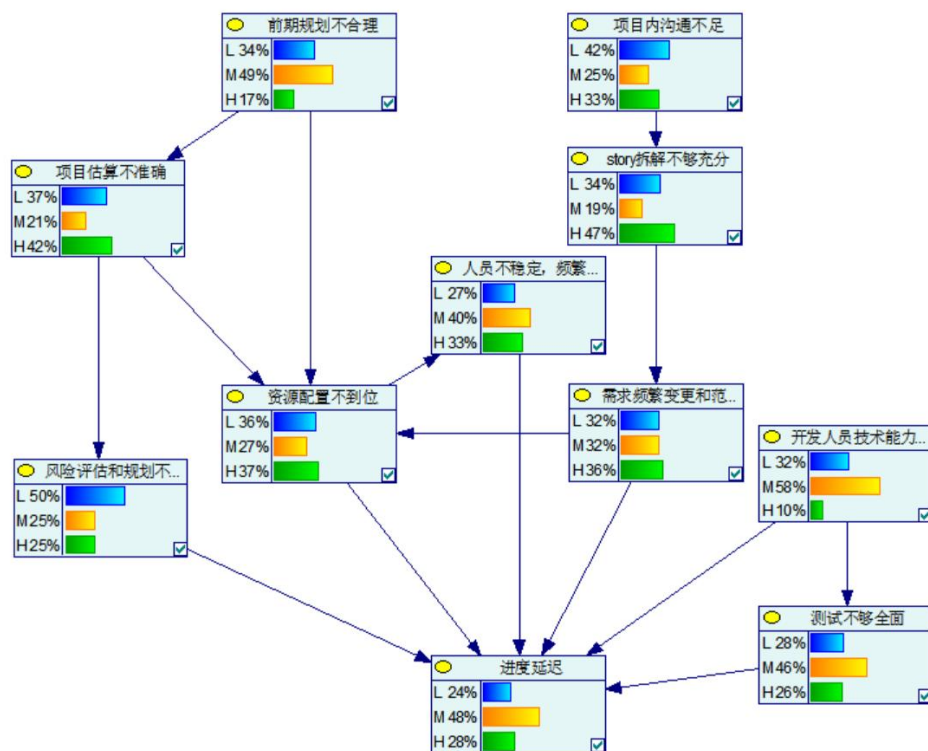 前期规划不合理
L 34%
M 49%
H 17%
项目内沟通不足
L 42%
M 25%
H 33%
项目估算不准确
L 37%
M 21%
H 42%
story拆解不够充分
L 34%
M 19%
H 47%
人员不稳定，频繁...
L 27%
M 40%
H 33%
资源配置不到位
L 36%
M 27%
H 37%
需求频繁变更和范...
L 32%
M 32%
H 36%
开发人员技术能力...
L 32%
M 58%
H 10%
风险评估和规划不...
L 50%
M 25%
H 25%
测试不够全面
L 28%
M 46%
H 26%
进度延迟
L 24%
M 48%
H 28%